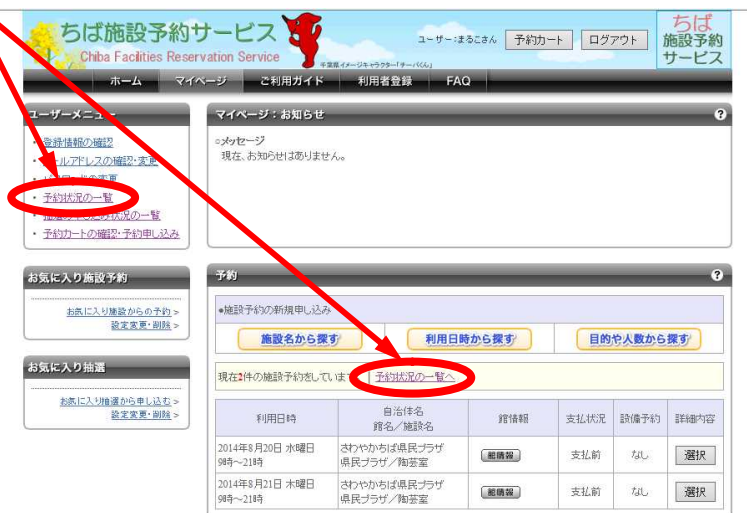 ちば施設予約サービス
Chiba Facilities Reservation Service
千葉県イメージキャラクター「チーバくん」
ユーザー:まるこさん 予約カート ログアウト
ちば
施設予約
サービス
ホーム マイページ ご利用ガイド 利用者登録 FAQ
ユーザーメニュー
・登録情報の確認
・メールアドレスの確認・変更
・の変更
・予約状況の一覧
・状況の一覧
・予約カートの確認・予約申し込み
お気に入り施設予約
お気に入り施設からの予約 >
設定変更・削除 >
お気に入り抽選
お気に入り抽選から申し込む >
設定変更・削除 >
マイページ:お知らせ ?
○メッセージ
現在、お知らせはありません。
予約 ?
●施設予約の新規申し込み
施設名から探す 利用日時から探す 目的や人数から探す
現在2件の施設予約をしています 予約状況の一覧へ
利用日時 自治体名 館情報 支払状況 設備予約 詳細内容
館名/施設名
2014年8月20日 水曜日 さわやかちば県民プラザ 館情報 支払前 なし 選択
9時~21時 県民プラザ/陶芸室
2014年8月21日 木曜日 さわやかちば県民プラザ 館情報 支払前 なし 選択
9時~21時 県民プラザ/陶芸室